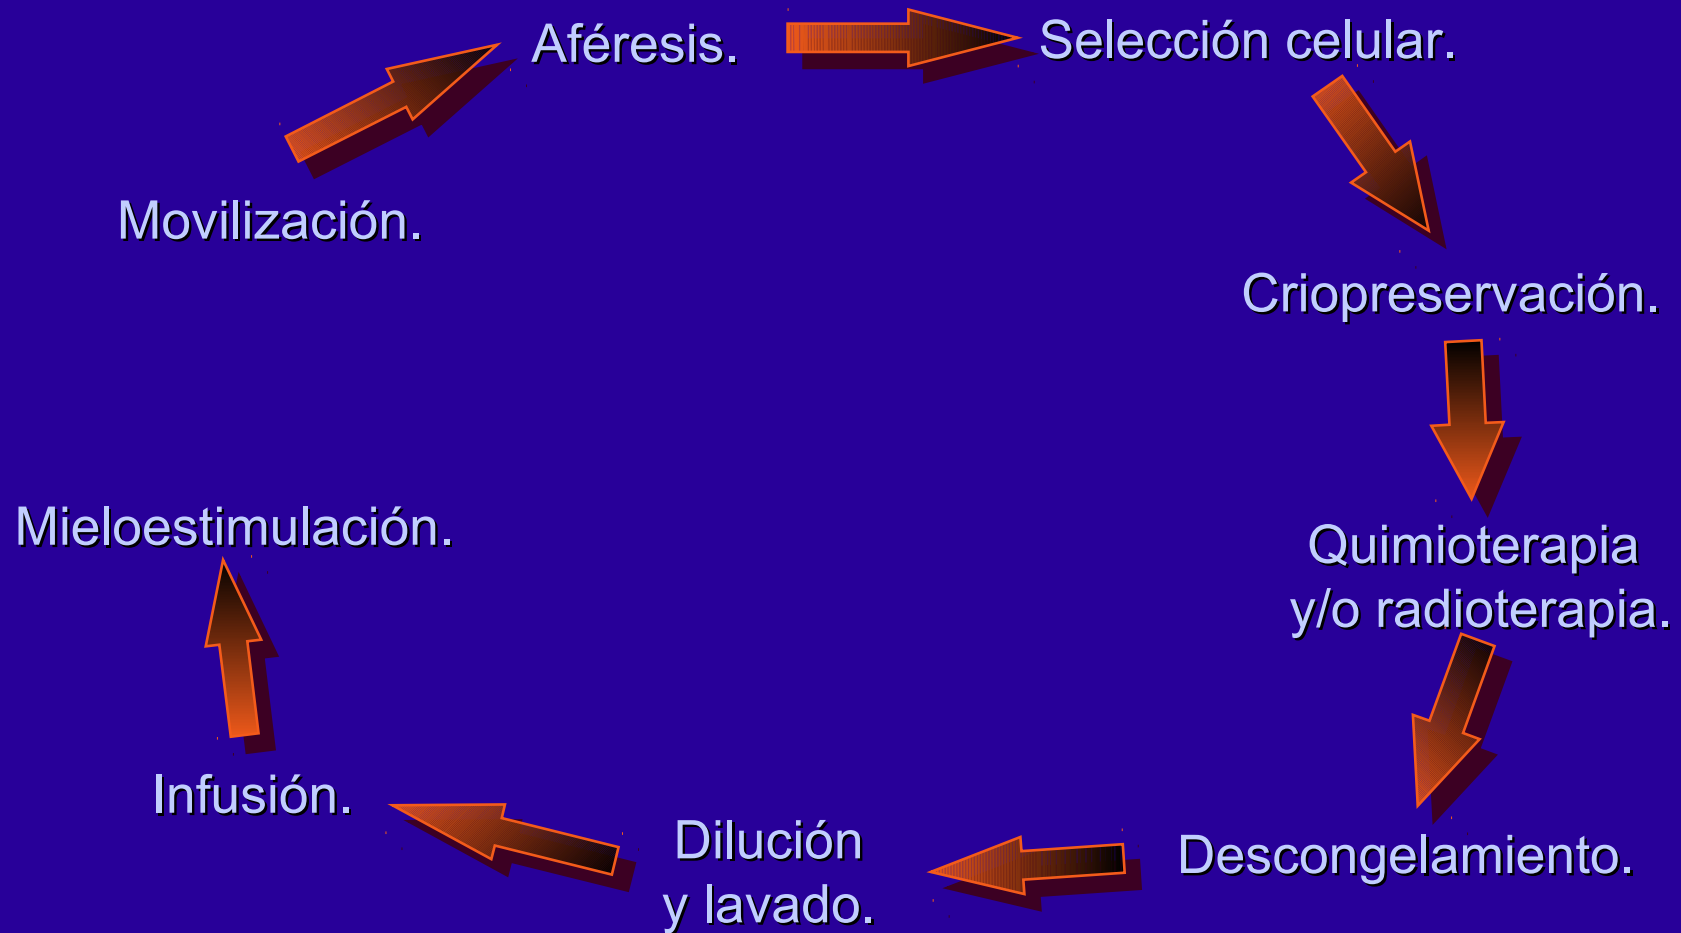 Aféresis.
Selección celular.
Movilización.
Criopreservación.
Quimioterapia
y/o radioterapia.
Descongelamiento.
Dilución
y lavado.
Infusión.
Mieloestimulación.